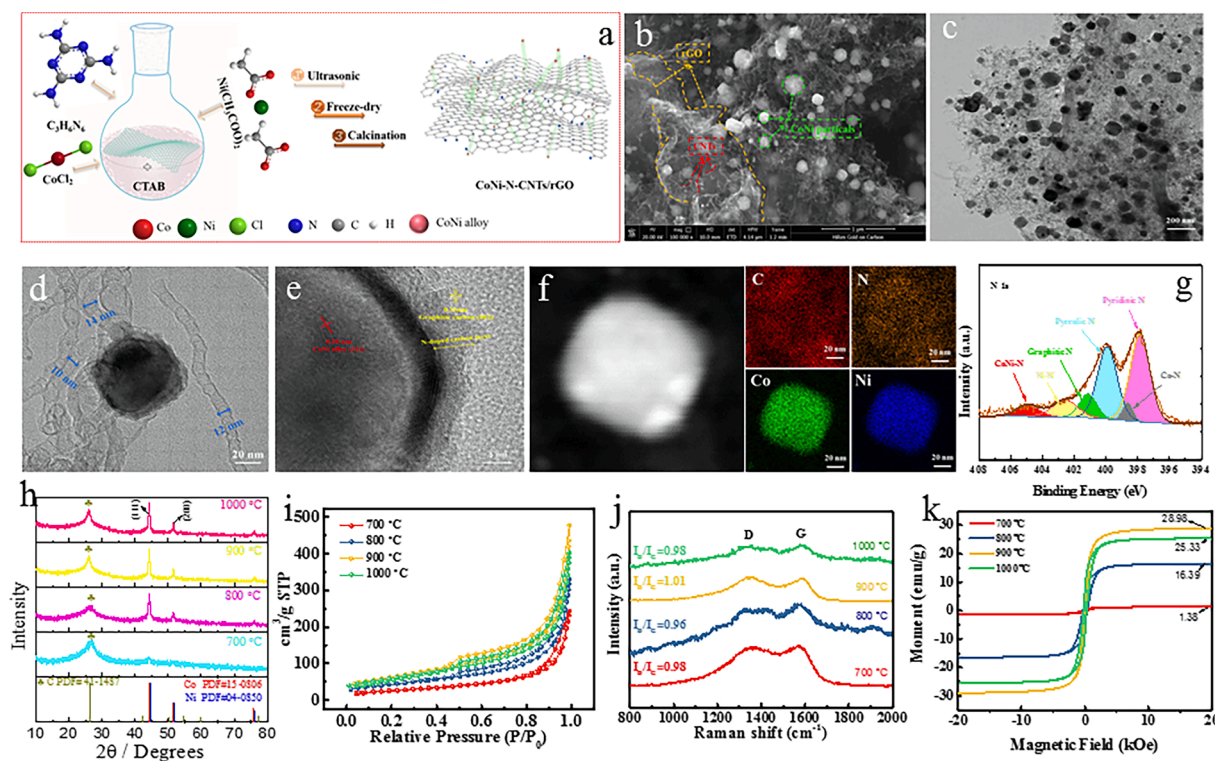 a
C3H6N6
CoCl2
CTAB
Ni(CH3COO)2
1 Ultrasonic
2 Freeze-dry
3 Calcination
CoNi-N-CNTs/rGO
Co Ni Cl N C H CoNi alloy
b
rGO
CoNi particals
CNTs
1 µm
c
200 nm
d
14 nm
10 nm
12 nm
20 nm
e
f
C
20 nm
N
20 nm
Co
20 nm
Ni
20 nm
g
N 1s
Pyridinic N
Pyrrolic N
Graphitic N
CoNi-N
Ni-N
Co-N
Intensity (a.u.)
408 406 404 402 400 398 396 394
Binding Energy (eV)
h
1000 °C
(111)
(200)
900 °C
800 °C
700 °C
C PDF=41-1487
Co PDF=15-0806
Ni PDF=04-0850
Intensity
10 20 30 40 50 60 70 80
2θ / Degrees
i
700 °C
800 °C
900 °C
1000 °C
cm3/g STP
500
400
300
200
100
0
0.0 0.2 0.4 0.6 0.8 1.0
Relative Pressure (P/P0)
j
D G
ID/IG=0.98 1000 °C
ID/IG=1.01 900 °C
ID/IG=0.96 800 °C
ID/IG=0.98 700 °C
Intensity (a.u.)
800 1000 1200 1400 1600 1800 2000
Raman shift (cm-1)
k
700 °C
800 °C
900 °C
1000 °C
28.98
25.33
16.39
1.38
Moment (emu/g)
30
20
10
0
-10
-20
-30
-20 -10 0 10 20
Magnetic Field (kOe)